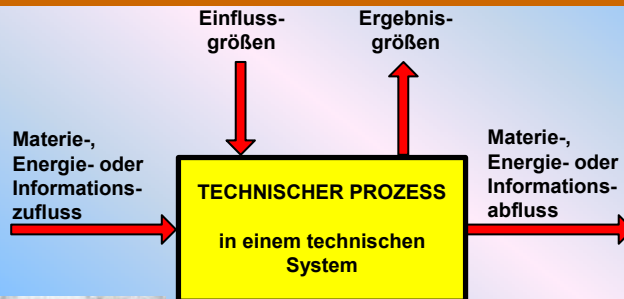 Einfluss-
größen
Ergebnis-
größen
Materie-,
Energie- oder
Informations-
zufluss
TECHNISCHER PROZESS
in einem technischen
System
Materie-,
Energie- oder
Informations-
abfluss